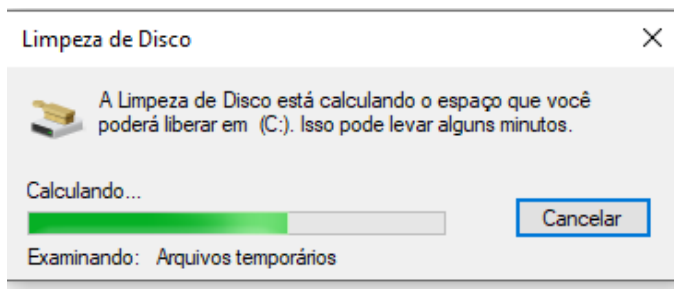 Limpeza de Disco
A Limpeza de Disco está calculando o espaço que você
poderá liberar em  (C:). Isso pode levar alguns minutos.
Calculando...
Cancelar
Examinando:   Arquivos temporários